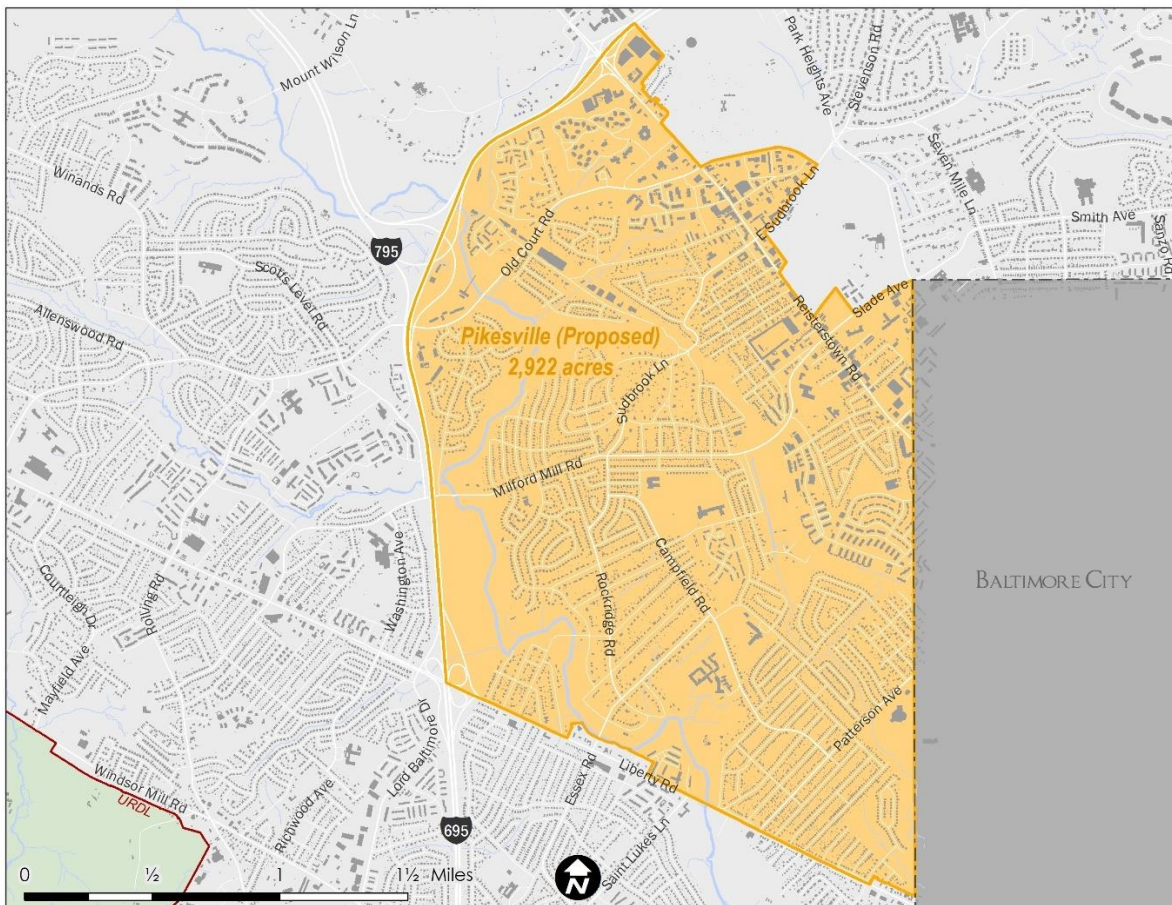 Mount Wilson Ln
Park Heights Ave
Stevenson Rd
Seven Mile Ln
Winands Rd
E Sudbrook Ln
Smith Ave
Sanzo Rd
Old Court Rd
795
Scotts Level Rd
Slade Ave
Allenswood Rd
Reisterstown Rd
Pikesville (Proposed)
2,922 acres
Sudbrook Ln
Milford Mill Rd
Washington Ave
Campfield Rd
Rockridge Rd
BALTIMORE CITY
Courtleigh Dr
Rolling Rd
Mayfield Ave
Patterson Ave
Lord Baltimore Dr
Essex Rd
Liberty Rd
Windsor Mill Rd
URDL
Richwood Ave
695
Saint Lukes Ln
0 ½ 1 1½ Miles
N